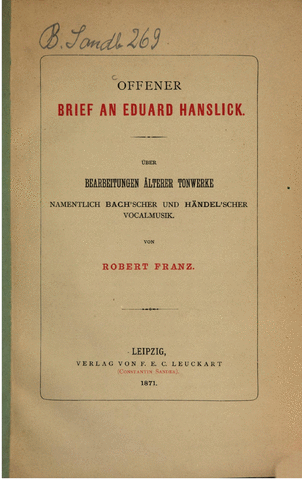 B. Sandb 269
OFFENER
BRIEF AN EDUARD HANSLICK.
ÜBER
BEARBEITUNGEN ÄLTERER TONWERKE
NAMENTLICH BACH'SCHER UND HÄNDEL'SCHER
VOCALMUSIK.
VON
ROBERT FRANZ.
LEIPZIG,
VERLAG VON F. E. C. LEUCKART
(CONSTANTIN SANDER.)
1871.